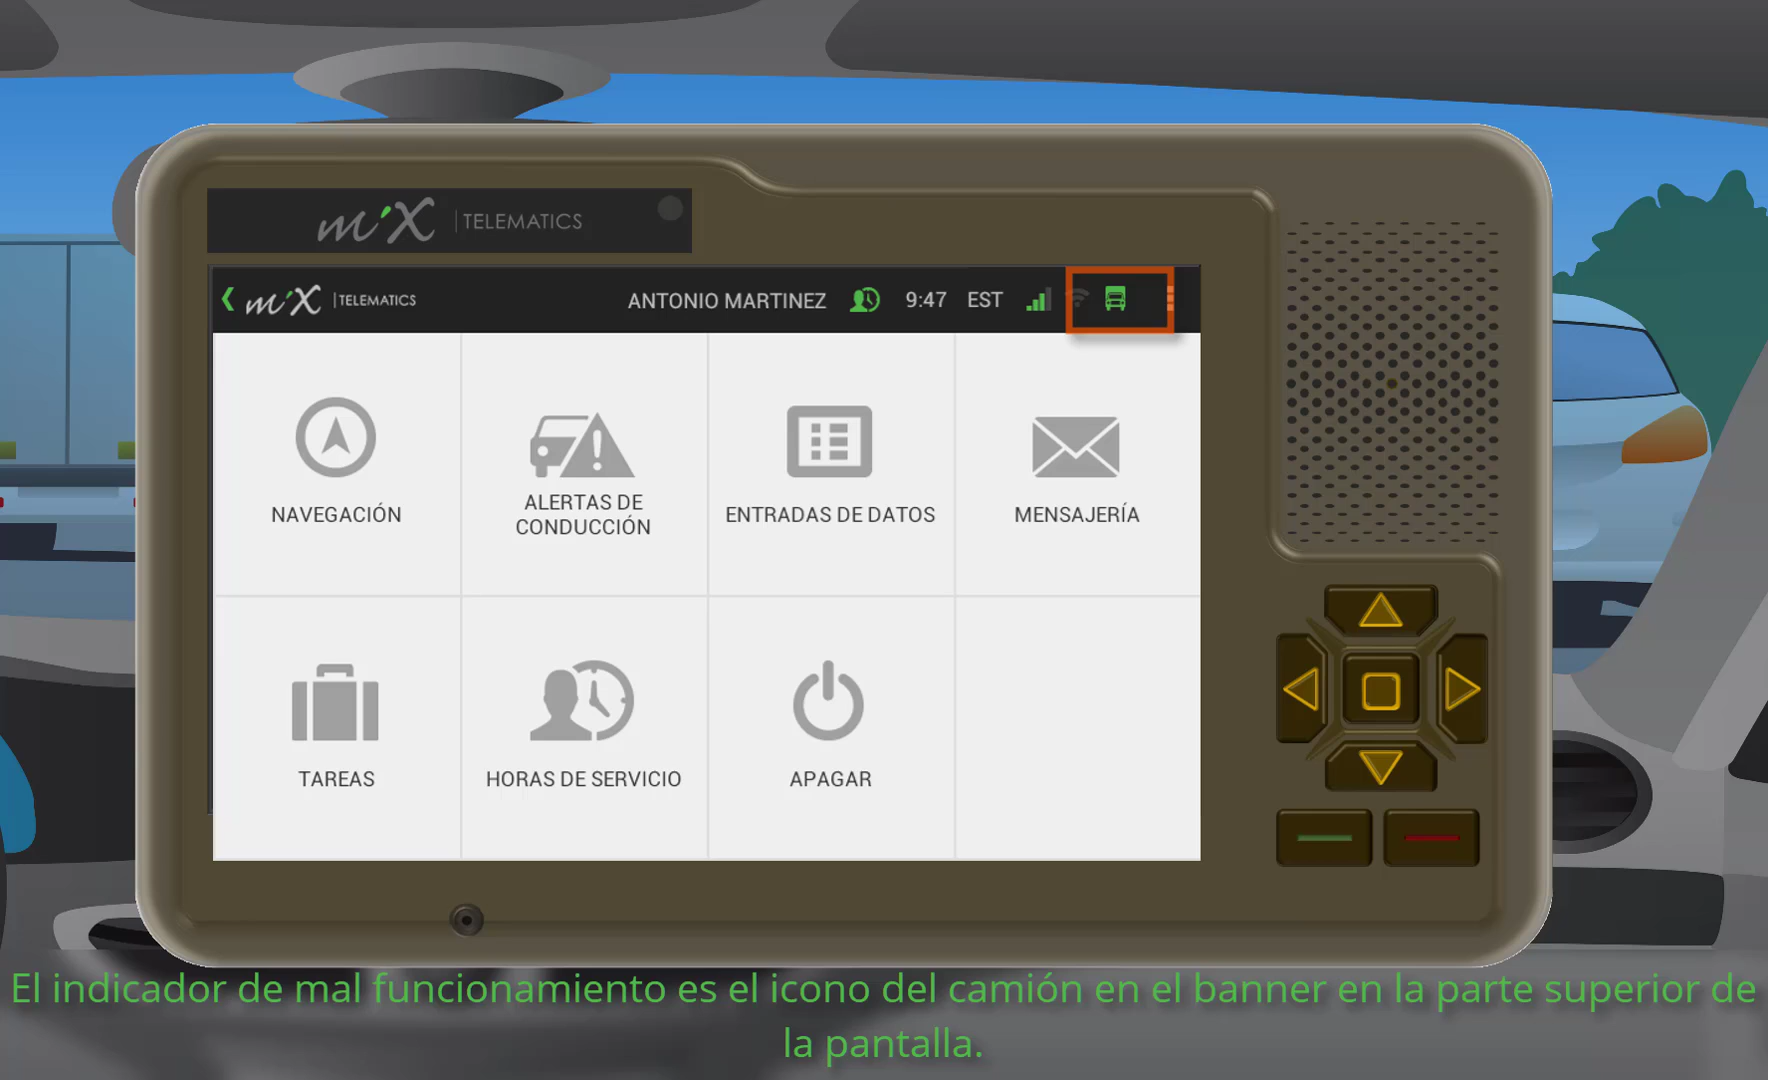 m'X | TELEMATICS
m'X | TELEMATICS ANTONIO MARTINEZ 9:47 EST
NAVEGACIÓN
ALERTAS DE
CONDUCCIÓN
ENTRADAS DE DATOS
MENSAJERÍA
TAREAS
HORAS DE SERVICIO
APAGAR
El indicador de mal funcionamiento es el icono del camión en el banner en la parte superior de
la pantalla.